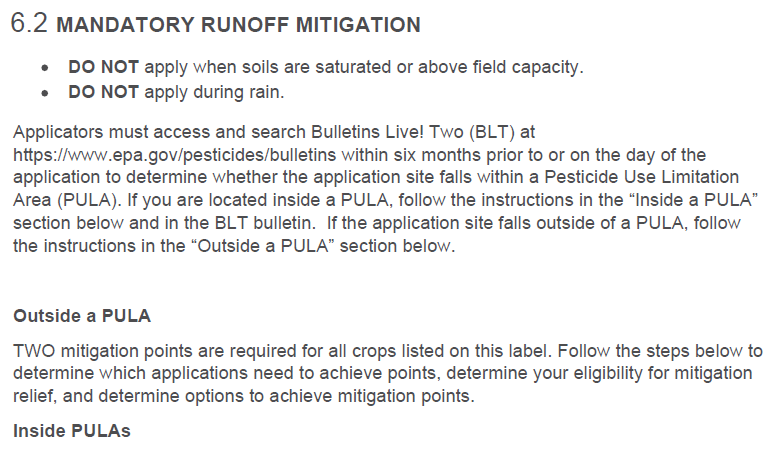 6.2 MANDATORY RUNOFF MITIGATION
• DO NOT apply when soils are saturated or above field capacity.
• DO NOT apply during rain.
Applicators must access and search Bulletins Live! Two (BLT) at
https://www.epa.gov/pesticides/bulletins within six months prior to or on the day of the
application to determine whether the application site falls within a Pesticide Use Limitation
Area (PULA). If you are located inside a PULA, follow the instructions in the “Inside a PULA”
section below and in the BLT bulletin.  If the application site falls outside of a PULA, follow
the instructions in the “Outside a PULA” section below.
Outside a PULA
TWO mitigation points are required for all crops listed on this label. Follow the steps below to
determine which applications need to achieve points, determine your eligibility for mitigation
relief, and determine options to achieve mitigation points.
Inside PULAs